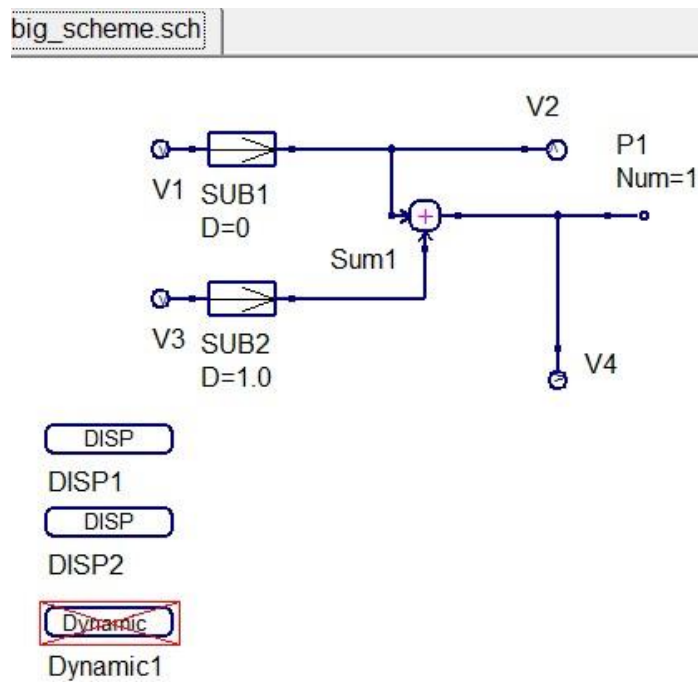 big_scheme.sch
V2
P1
Num=1
V1
SUB1
D=0
Sum1
V3
SUB2
D=1.0
V4
DISP
DISP1
DISP
DISP2
Dynamic
Dynamic1